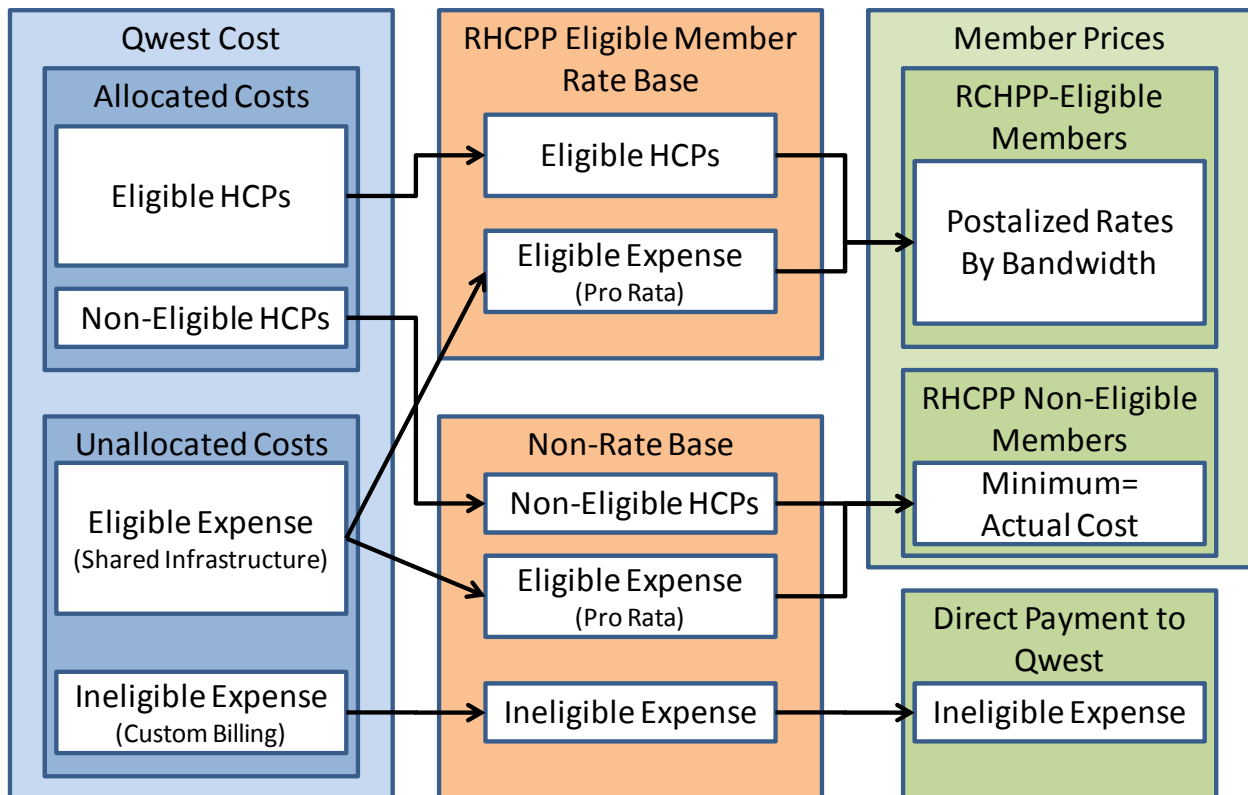 Qwest Cost
Allocated Costs
Eligible HCPs
Non-Eligible HCPs
Unallocated Costs
Eligible Expense
(Shared Infrastructure)
Ineligible Expense
(Custom Billing)
RHCPP Eligible Member
Rate Base
Eligible HCPs
Eligible Expense
(Pro Rata)
Non-Rate Base
Non-Eligible HCPs
Eligible Expense
(Pro Rata)
Ineligible Expense
Member Prices
RCHPP-Eligible
Members
Postalized Rates
By Bandwidth
RHCPP Non-Eligible
Members
Minimum=
Actual Cost
Direct Payment to
Qwest
Ineligible Expense